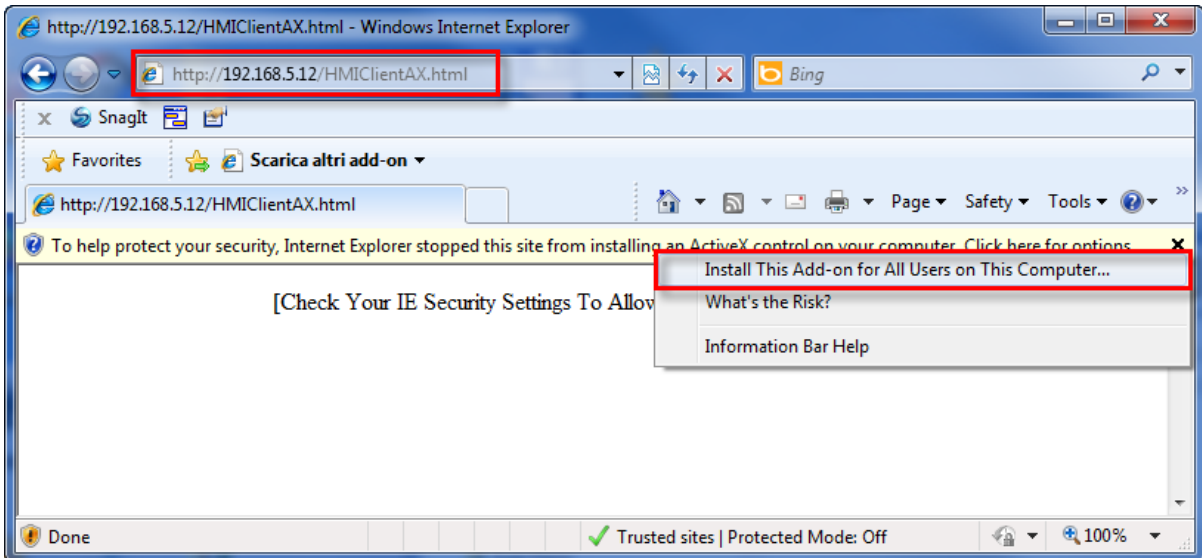 http://192.168.5.12/HMIClientAX.html - Windows Internet Explorer
http://192.168.5.12/HMIClientAX.html
Bing
x SnagIt
Favorites Scarica altri add-on
http://192.168.5.12/HMIClientAX.html Page Safety Tools »
To help protect your security, Internet Explorer stopped this site from installing an ActiveX control on your computer. Click here for options...
Install This Add-on for All Users on This Computer...
[Check Your IE Security Settings To Allow
What's the Risk?
Information Bar Help
Done Trusted sites | Protected Mode: Off 100%